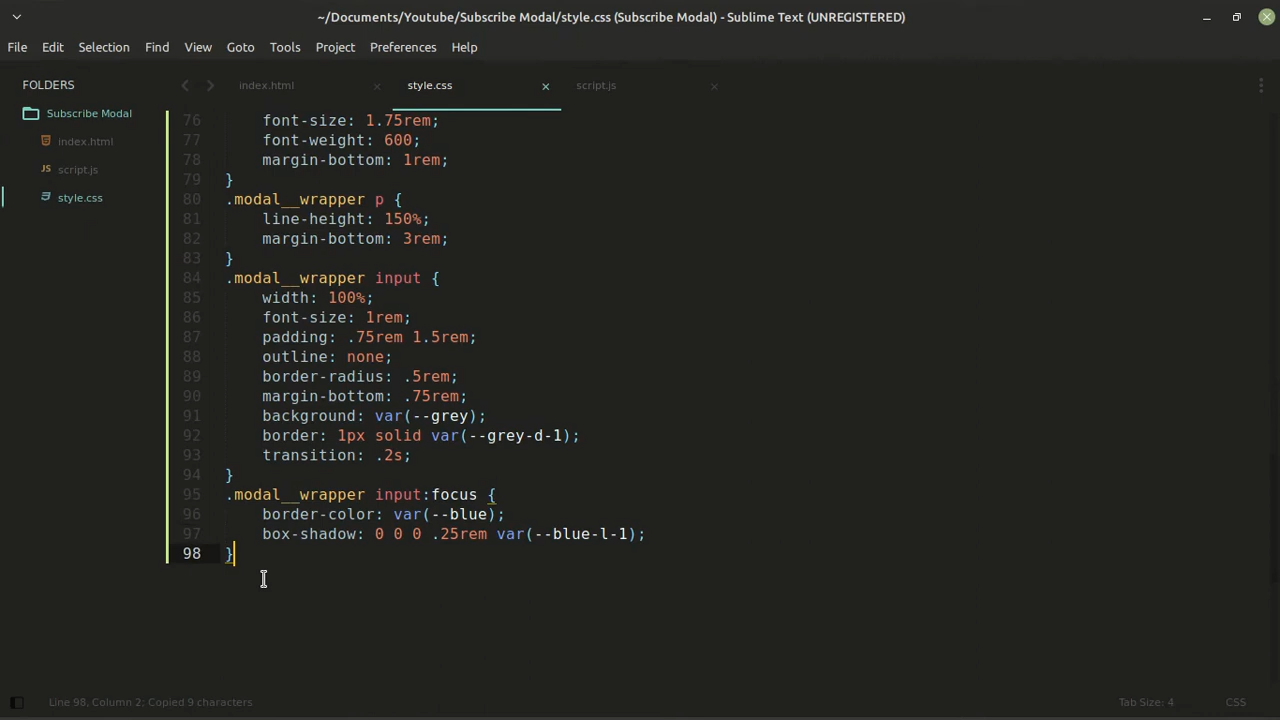 ~/Documents/Youtube/Subscribe Modal/style.css (Subscribe Modal) - Sublime Text (UNREGISTERED)
File Edit Selection Find View Goto Tools Project Preferences Help
FOLDERS
Subscribe Modal
index.html
script.js
style.css
index.html style.css script.js
76 font-size: 1.75rem;
77 font-weight: 600;
78 margin-bottom: 1rem;
79 }
80 .modal__wrapper p {
81 line-height: 150%;
82 margin-bottom: 3rem;
83 }
84 .modal__wrapper input {
85 width: 100%;
86 font-size: 1rem;
87 padding: .75rem 1.5rem;
88 outline: none;
89 border-radius: .5rem;
90 margin-bottom: .75rem;
91 background: var(--grey);
92 border: 1px solid var(--grey-d-1);
93 transition: .2s;
94 }
95 .modal__wrapper input:focus {
96 border-color: var(--blue);
97 box-shadow: 0 0 0 .25rem var(--blue-l-1);
98 }
Line 98, Column 2; Copied 9 characters
Tab Size: 4 CSS